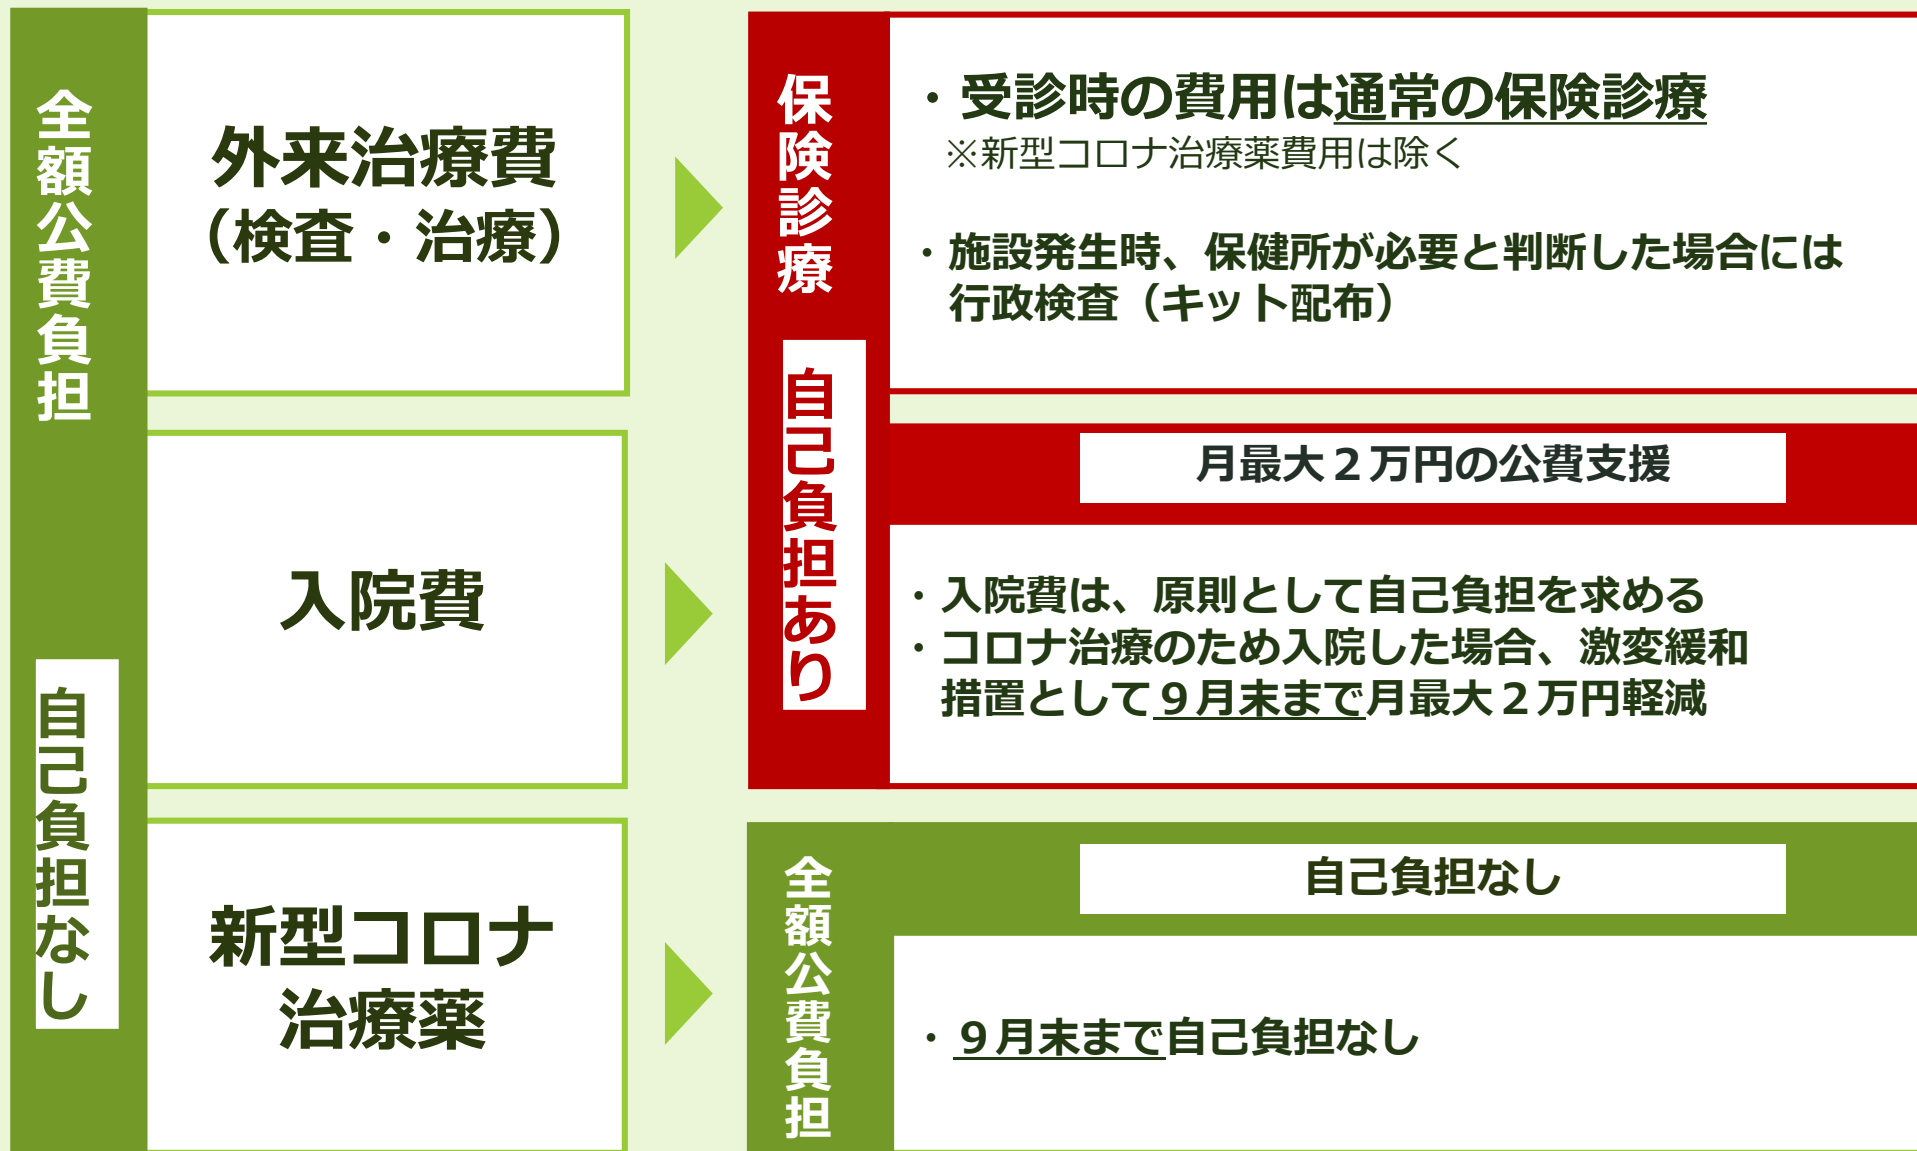 全額公費負担
自己負担なし
外来治療費
（検査・治療）
入院費
新型コロナ
治療薬
保険診療
自己負担あり
・受診時の費用は通常の保険診療
※新型コロナ治療薬費用は除く
・施設発生時、保健所が必要と判断した場合には
行政検査（キット配布）
月最大２万円の公費支援
・入院費は、原則として自己負担を求める
・コロナ治療のため入院した場合、激変緩和
措置として９月末まで月最大２万円軽減
全額公費負担
自己負担なし
・９月末まで自己負担なし